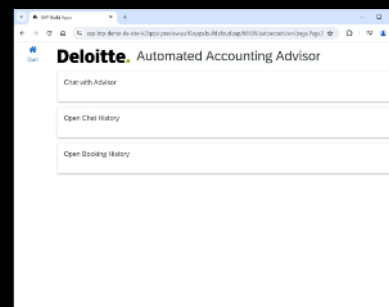 SAP Build Apps
Start
Deloitte. Automated Accounting Advisor
Chat with Advisor
Open Chat History
Open Booking History